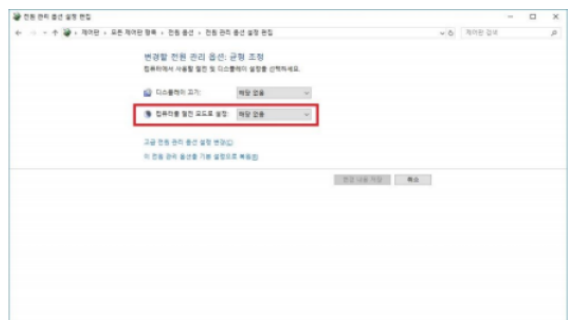 전원 관리 옵션 설정 편집
제어판 › 모든 제어판 항목 › 전원 옵션 › 전원 관리 옵션 설정 편집
제어판 검색
변경할 전원 관리 옵션: 균형 조정
컴퓨터에서 사용할 절전 및 디스플레이 설정을 선택하세요.
디스플레이 끄기: 해당 없음
컴퓨터를 절전 모드로 설정: 해당 없음
고급 전원 관리 옵션 설정 변경(C)
이 전원 관리 옵션을 기본 설정으로 복원(R)
변경 내용 저장 취소